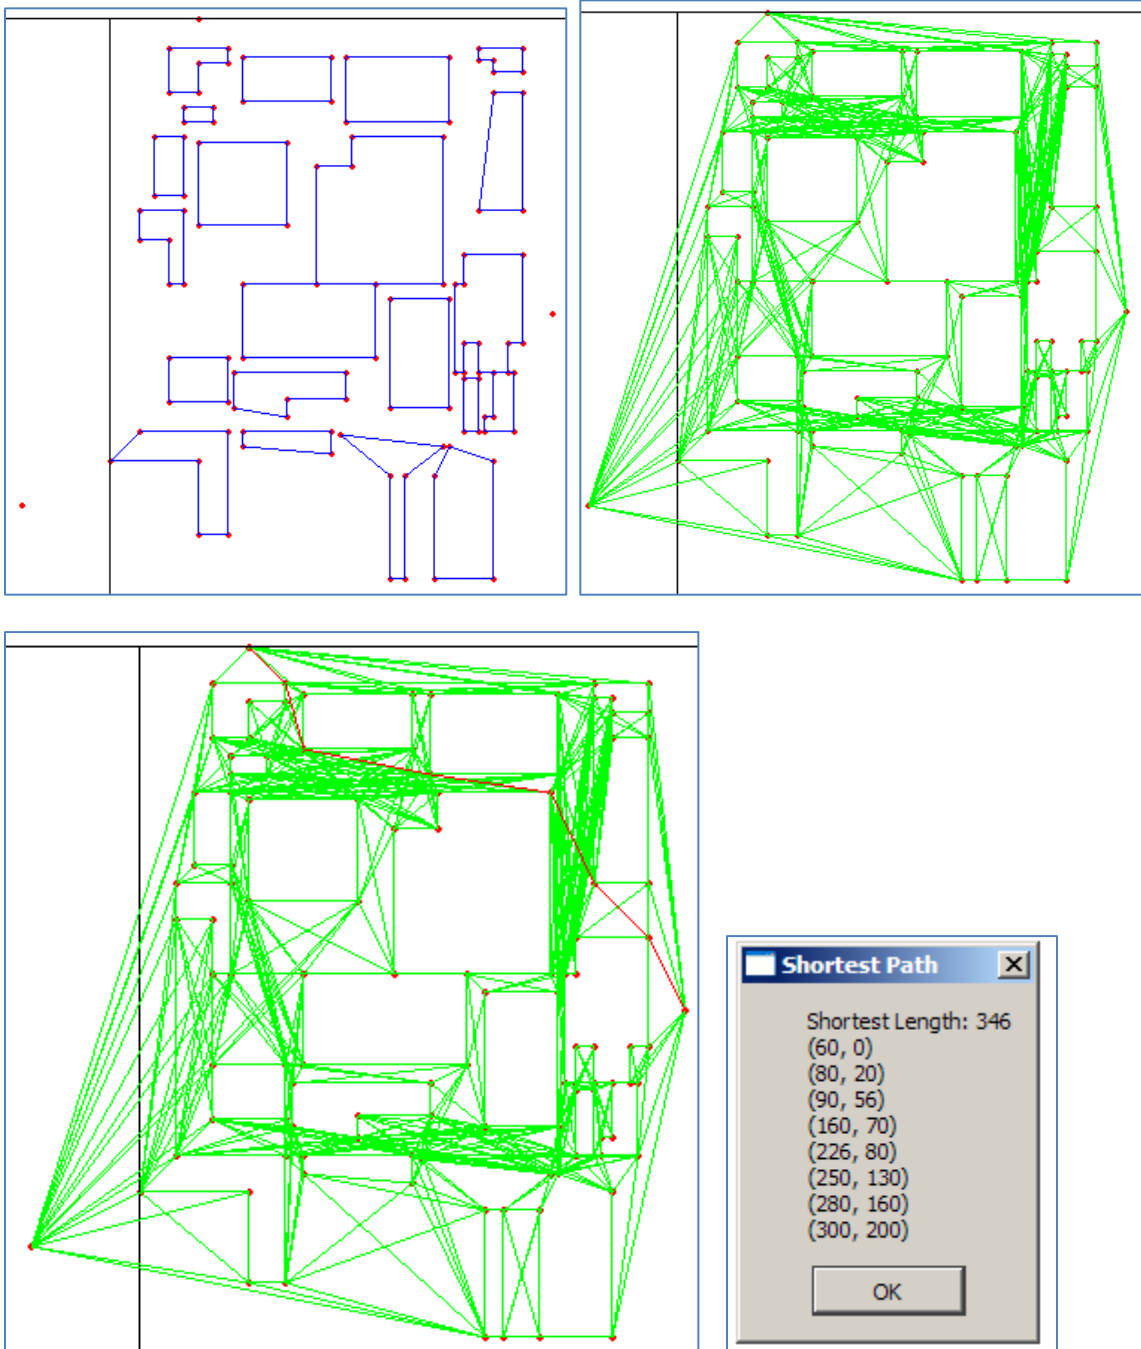 Shortest Path
Shortest Length: 346
(60, 0)
(80, 20)
(90, 56)
(160, 70)
(226, 80)
(250, 130)
(280, 160)
(300, 200)
OK